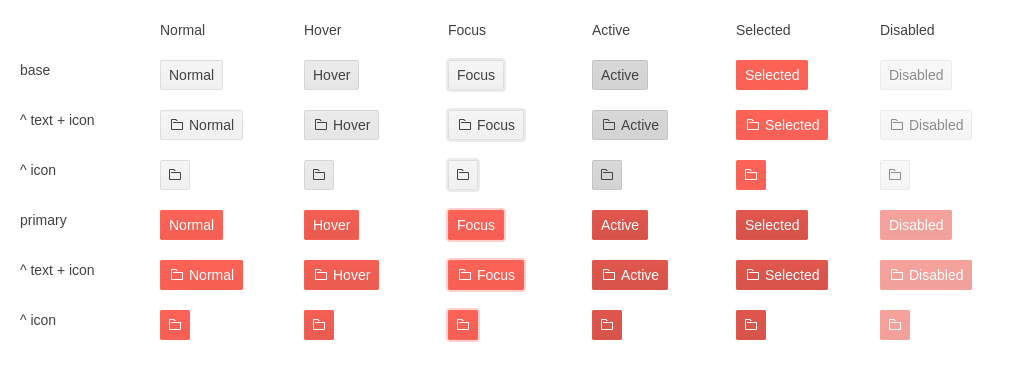 Normal Hover Focus Active Selected Disabled
base Normal Hover Focus Active Selected Disabled
^ text + icon Normal Hover Focus Active Selected Disabled
^ icon
primary Normal Hover Focus Active Selected Disabled
^ text + icon Normal Hover Focus Active Selected Disabled
^ icon